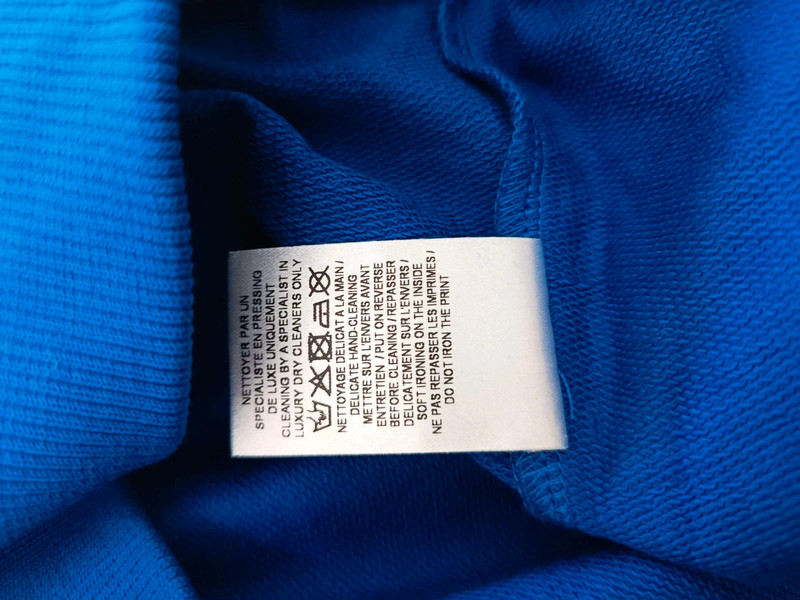 NETTOYER PAR UN
SPECIALISTE EN PRESSING
DE LUXE UNIQUEMENT
CLEANING BY A SPECIALIST IN
LUXURY DRY CLEANERS ONLY
NETTOYAGE DELICAT A LA MAIN /
DELICATE HAND-CLEANING
METTRE SUR L'ENVERS AVANT
ENTRETIEN / PUT ON REVERSE
BEFORE CLEANING / REPASSER
DELICATEMENT SUR L'ENVERS /
SOFT IRONING ON THE INSIDE
NE PAS REPASSER LES IMPRIMES /
DO NOT IRON THE PRINT